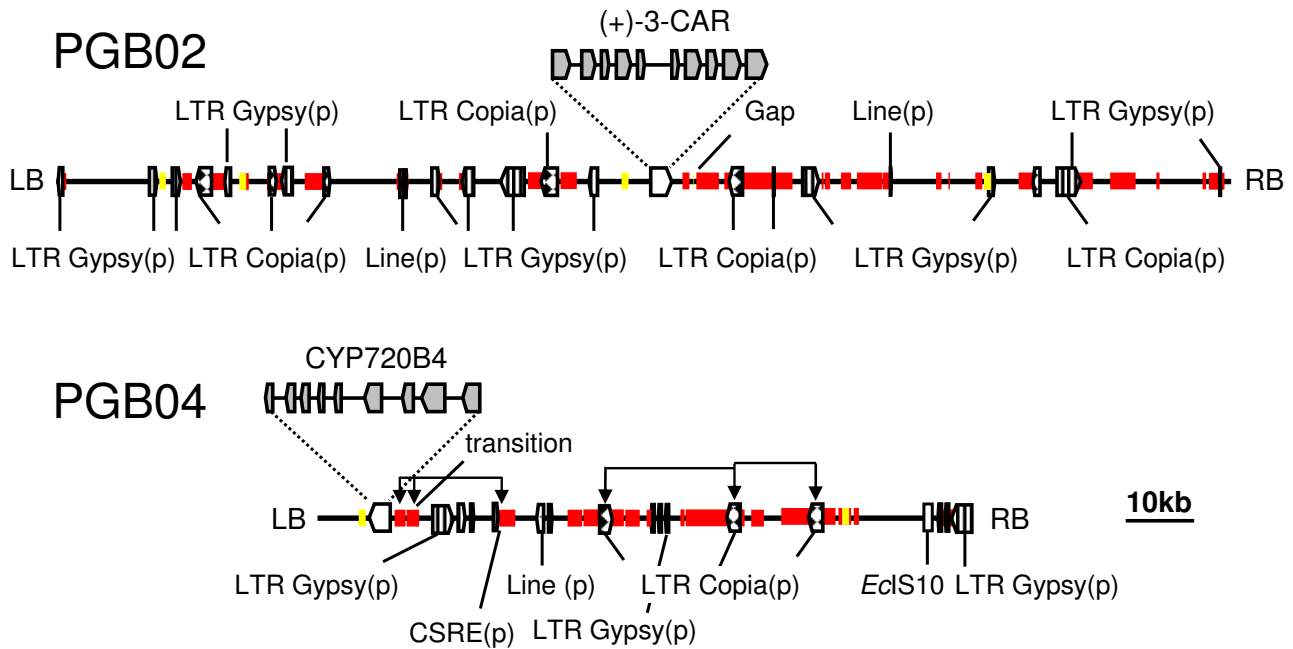 (+)-3-CAR
PGB02
LTR Gypsy(p) LTR Copia(p) Gap Line(p) LTR Gypsy(p)
LB RB
LTR Gypsy(p) LTR Copia(p) Line(p) LTR Gypsy(p) LTR Copia(p) LTR Gypsy(p) LTR Copia(p)
CYP720B4
PGB04
transition
LB RB 10kb
LTR Gypsy(p) Line (p) LTR Copia(p) EcIS10 LTR Gypsy(p)
CSRE(p) LTR Gypsy(p)